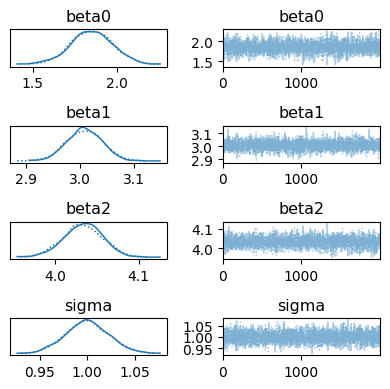 beta0 beta0
2.0
1.5
1.5 2.0 0 1000
beta1 beta1
3.1
3.0
2.9
2.9 3.0 3.1 0 1000
beta2 beta2
4.1
4.0
4.0 4.1 0 1000
sigma sigma
1.05
1.00
0.95
0.95 1.00 1.05 0 1000